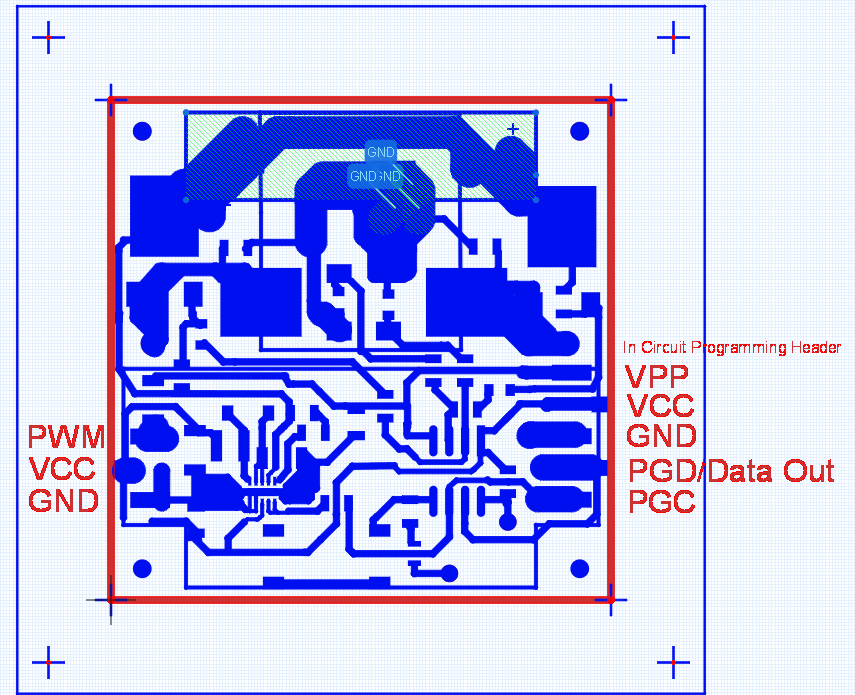 GND
GND GND
In Circuit Programming Header
VPP
VCC
PWM
GND
VCC
PGD/Data Out
GND
PGC